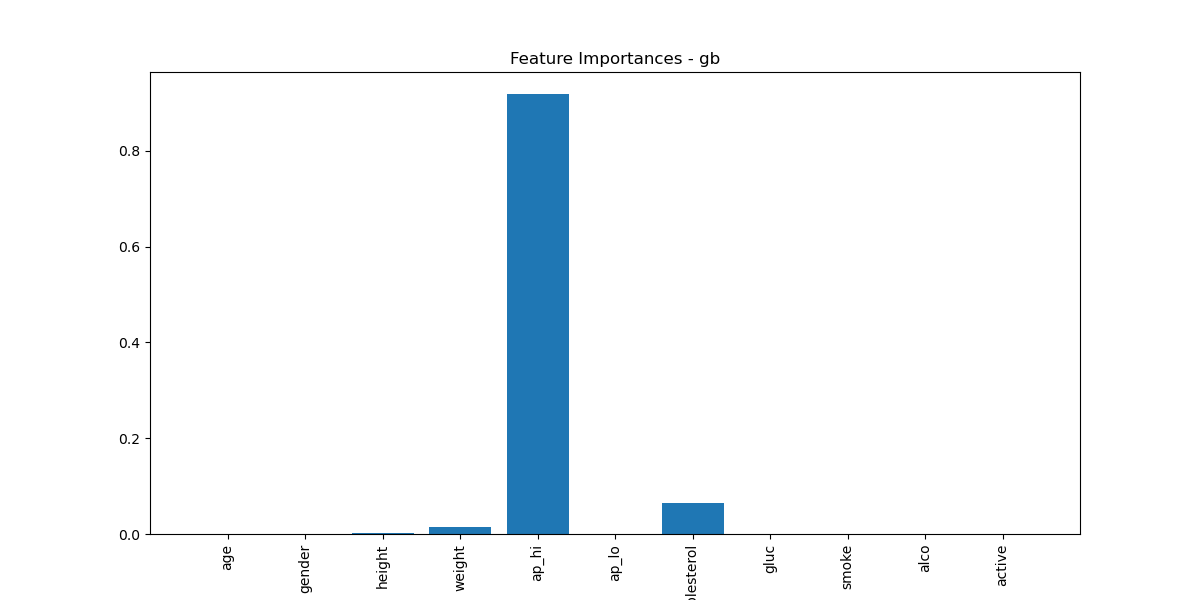 Feature Importances - gb
0.8
0.6
0.4
0.2
0.0
age
gender
height
weight
ap_hi
ap_lo
olesterol
gluc
smoke
alco
active